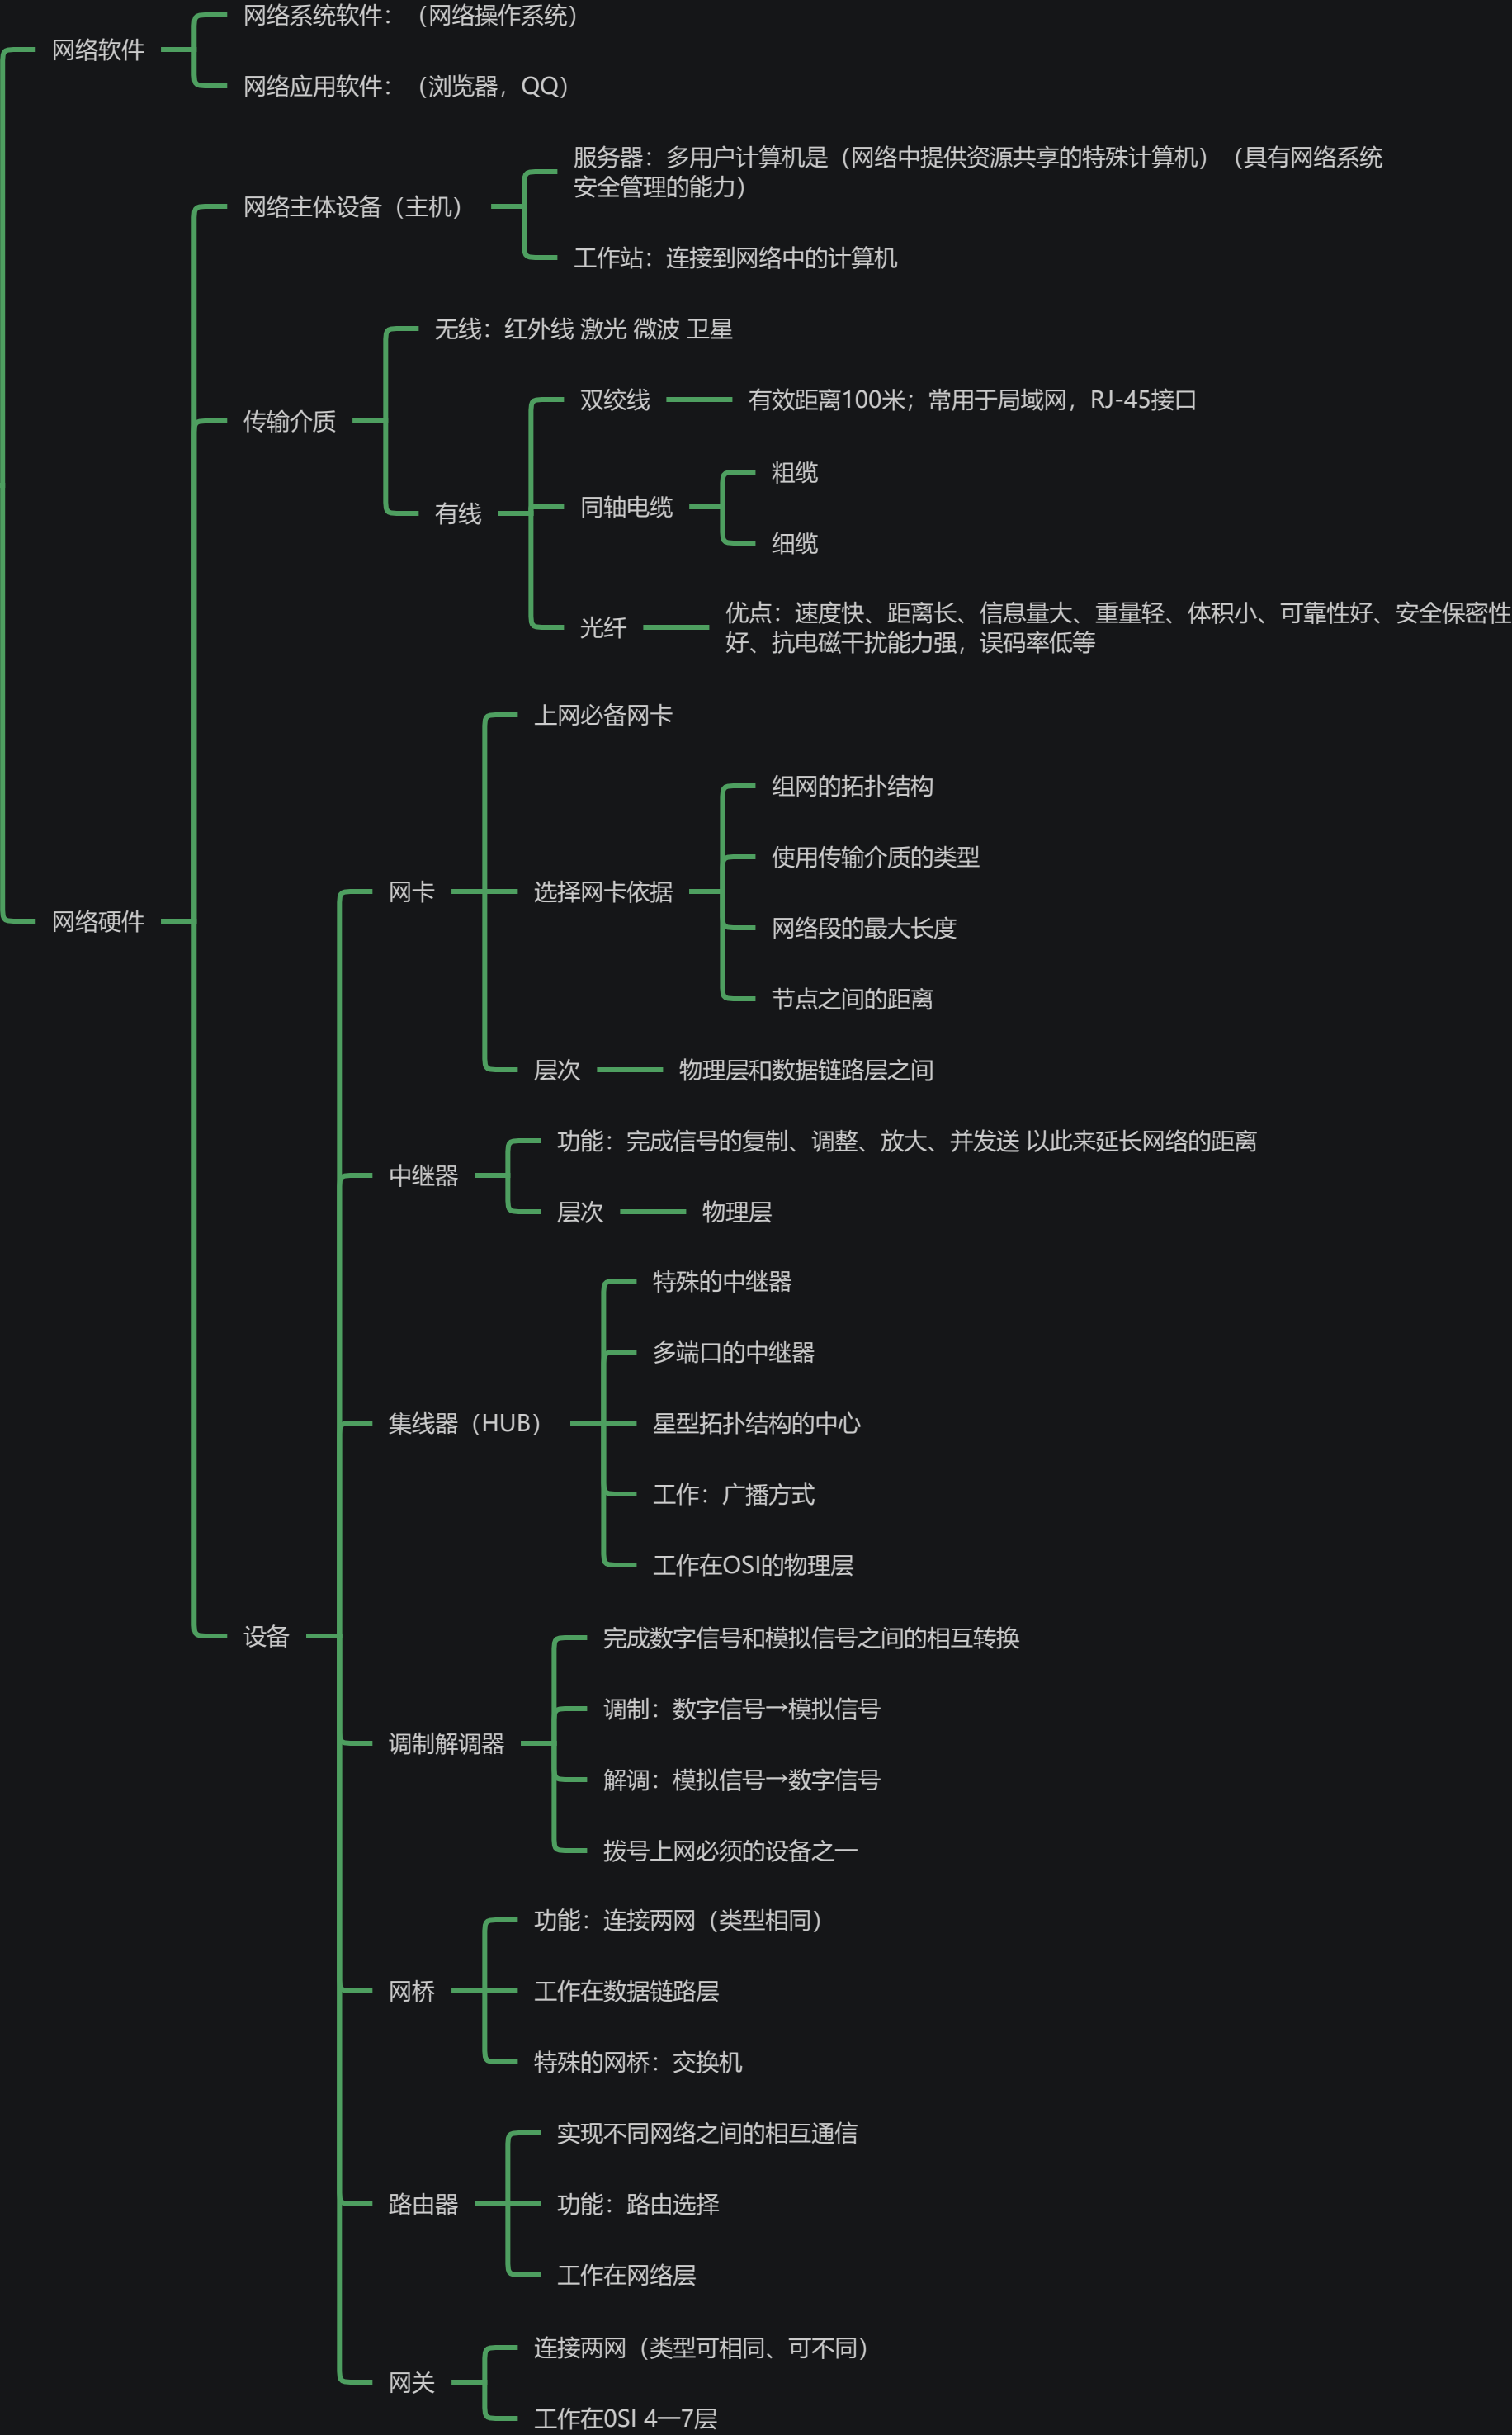 网络软件
网络系统软件：（网络操作系统）
网络应用软件：（浏览器，QQ）
网络硬件
网络主体设备（主机）
服务器：多用户计算机是（网络中提供资源共享的特殊计算机）（具有网络系统
安全管理的能力）
工作站：连接到网络中的计算机
传输介质
无线：红外线 激光 微波 卫星
有线
双绞线
有效距离100米；常用于局域网，RJ-45接口
同轴电缆
粗缆
细缆
光纤
优点：速度快、距离长、信息量大、重量轻、体积小、可靠性好、安全保密性
好、抗电磁干扰能力强，误码率低等
设备
网卡
上网必备网卡
选择网卡依据
组网的拓扑结构
使用传输介质的类型
网络段的最大长度
节点之间的距离
层次
物理层和数据链路层之间
中继器
功能：完成信号的复制、调整、放大、并发送 以此来延长网络的距离
层次
物理层
集线器（HUB）
特殊的中继器
多端口的中继器
星型拓扑结构的中心
工作：广播方式
工作在OSI的物理层
调制解调器
完成数字信号和模拟信号之间的相互转换
调制：数字信号→模拟信号
解调：模拟信号→数字信号
拨号上网必须的设备之一
网桥
功能：连接两网（类型相同）
工作在数据链路层
特殊的网桥：交换机
路由器
实现不同网络之间的相互通信
功能：路由选择
工作在网络层
网关
连接两网（类型可相同、可不同）
工作在0SI 4—7层